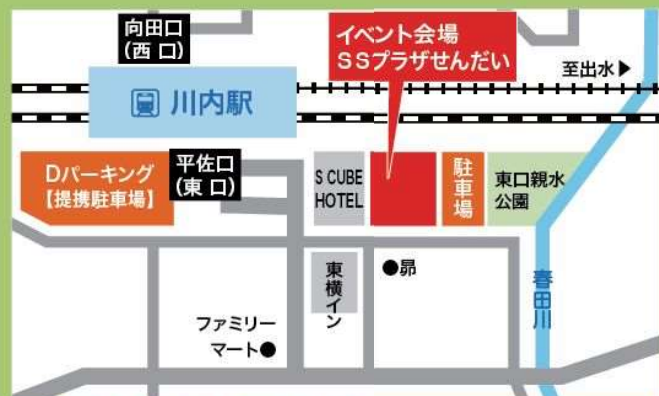 向田口
(西 口)
イベント会場
SSプラザせんだい
至出水▶
川内駅
Dパーキング
【提携駐車場】
平佐口
(東 口)
S CUBE
HOTEL
駐車場
東口親水
公園
東横イン
●昴
春田川
ファミリー
マート●